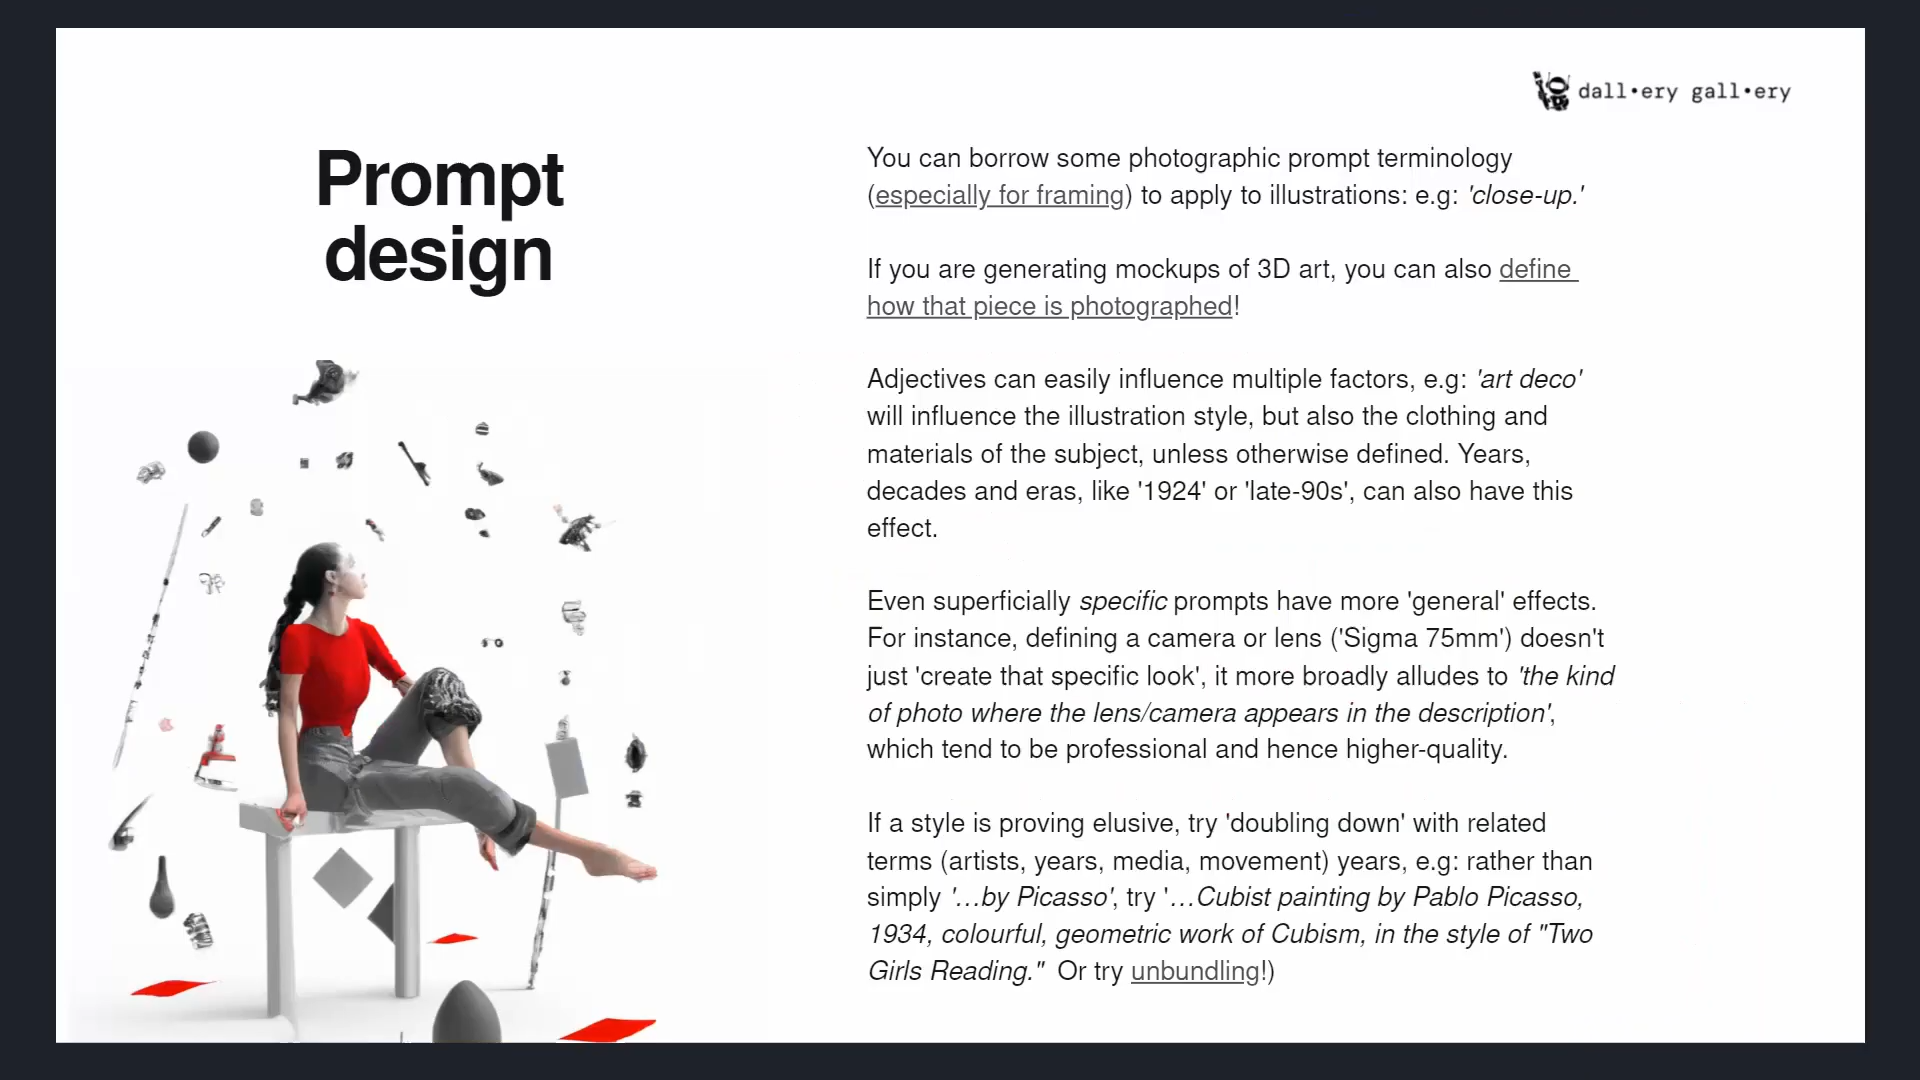 dall•ery gall•ery
Prompt
design
You can borrow some photographic prompt terminology
(especially for framing) to apply to illustrations: e.g: 'close-up.'
If you are generating mockups of 3D art, you can also define
how that piece is photographed!
Adjectives can easily influence multiple factors, e.g: 'art deco'
will influence the illustration style, but also the clothing and
materials of the subject, unless otherwise defined. Years,
decades and eras, like '1924' or 'late-90s', can also have this
effect.
Even superficially specific prompts have more 'general' effects.
For instance, defining a camera or lens ('Sigma 75mm') doesn't
just 'create that specific look', it more broadly alludes to 'the kind
of photo where the lens/camera appears in the description',
which tend to be professional and hence higher-quality.
If a style is proving elusive, try 'doubling down' with related
terms (artists, years, media, movement) years, e.g: rather than
simply '…by Picasso', try '…Cubist painting by Pablo Picasso,
1934, colourful, geometric work of Cubism, in the style of "Two
Girls Reading."  Or try unbundling!)